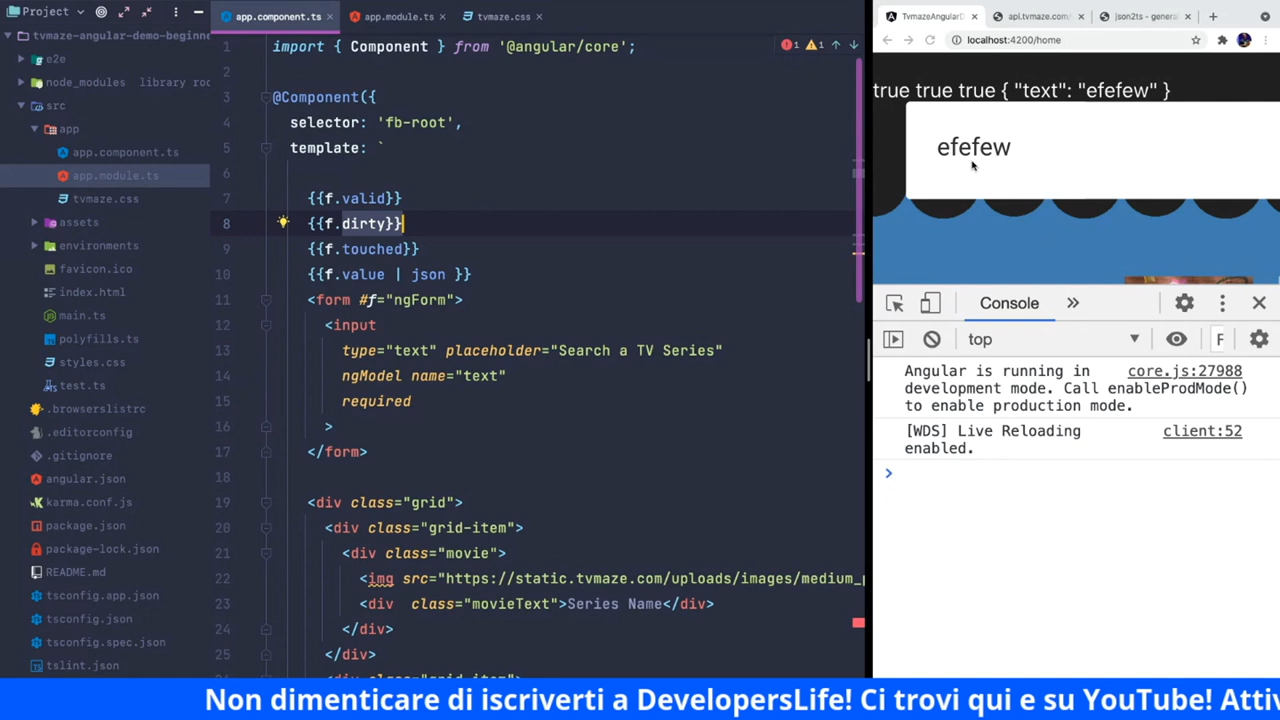 Project
app.component.ts
app.module.ts
tvmaze.css
tvmaze-angular-demo-beginne
e2e
node_modules library roo
src
app
app.component.ts
app.module.ts
tvmaze.css
assets
environments
favicon.ico
index.html
main.ts
polyfills.ts
styles.css
test.ts
.browserslistrc
.editorconfig
.gitignore
angular.json
karma.conf.js
package.json
package-lock.json
README.md
tsconfig.app.json
tsconfig.json
tsconfig.spec.json
tslint.json
1 import { Component } from '@angular/core';
1 1
2
3 @Component({
4 selector: 'fb-root',
5 template: `
6
7 {{f.valid}}
8 {{f.dirty}}
9 {{f.touched}}
10 {{f.value | json }}
11 <form #f="ngForm">
12 <input
13 type="text" placeholder="Search a TV Series"
14 ngModel name="text"
15 required
16 >
17 </form>
18
19 <div class="grid">
20 <div class="grid-item">
21 <div class="movie">
22 <img src="https://static.tvmaze.com/uploads/images/medium_p
23 <div class="movieText">Series Name</div>
24 </div>
25 </div>
TvmazeAngularD
api.tvmaze.com/
json2ts - genera
localhost:4200/home
true true true { "text": "efefew" }
efefew
Console
top
F
Angular is running in core.js:27988
development mode. Call enableProdMode()
to enable production mode.
[WDS] Live Reloading client:52
enabled.
Non dimenticare di iscriverti a DevelopersLife! Ci trovi qui e su YouTube! Attiv